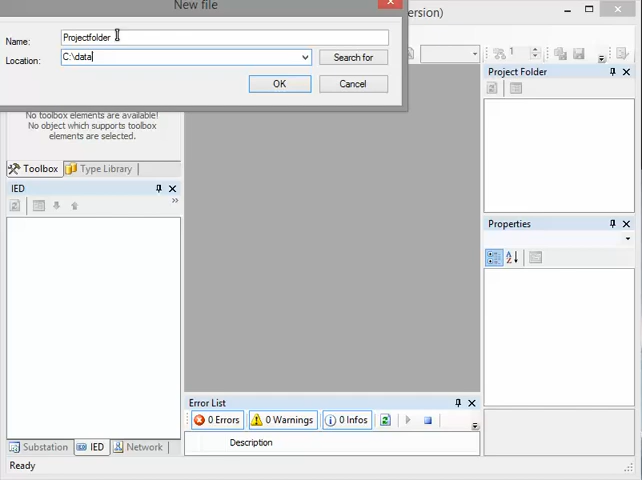 New file
ersion)
Name: Projectfolder
Location: C:\data
Search for
OK Cancel
1
Project Folder
No toolbox elements are available!
No object which supports toolbox
elements are selected.
Toolbox Type Library
IED
Properties
Error List
0 Errors 0 Warnings 0 Infos
Description
Substation IED Network
Ready